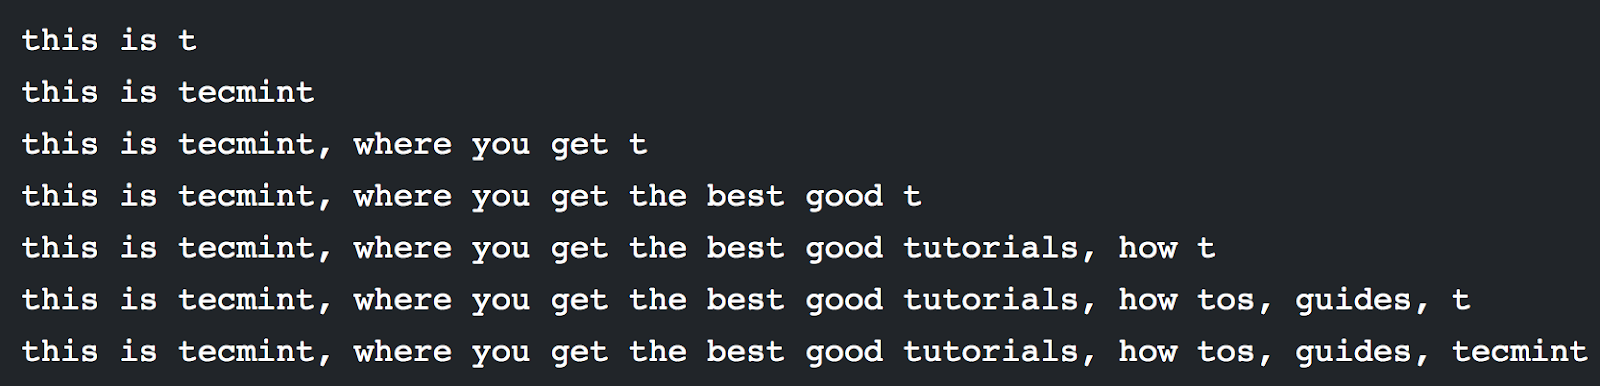 this is t
this is tecmint
this is tecmint, where you get t
this is tecmint, where you get the best good t
this is tecmint, where you get the best good tutorials, how t
this is tecmint, where you get the best good tutorials, how tos, guides, t
this is tecmint, where you get the best good tutorials, how tos, guides, tecmint